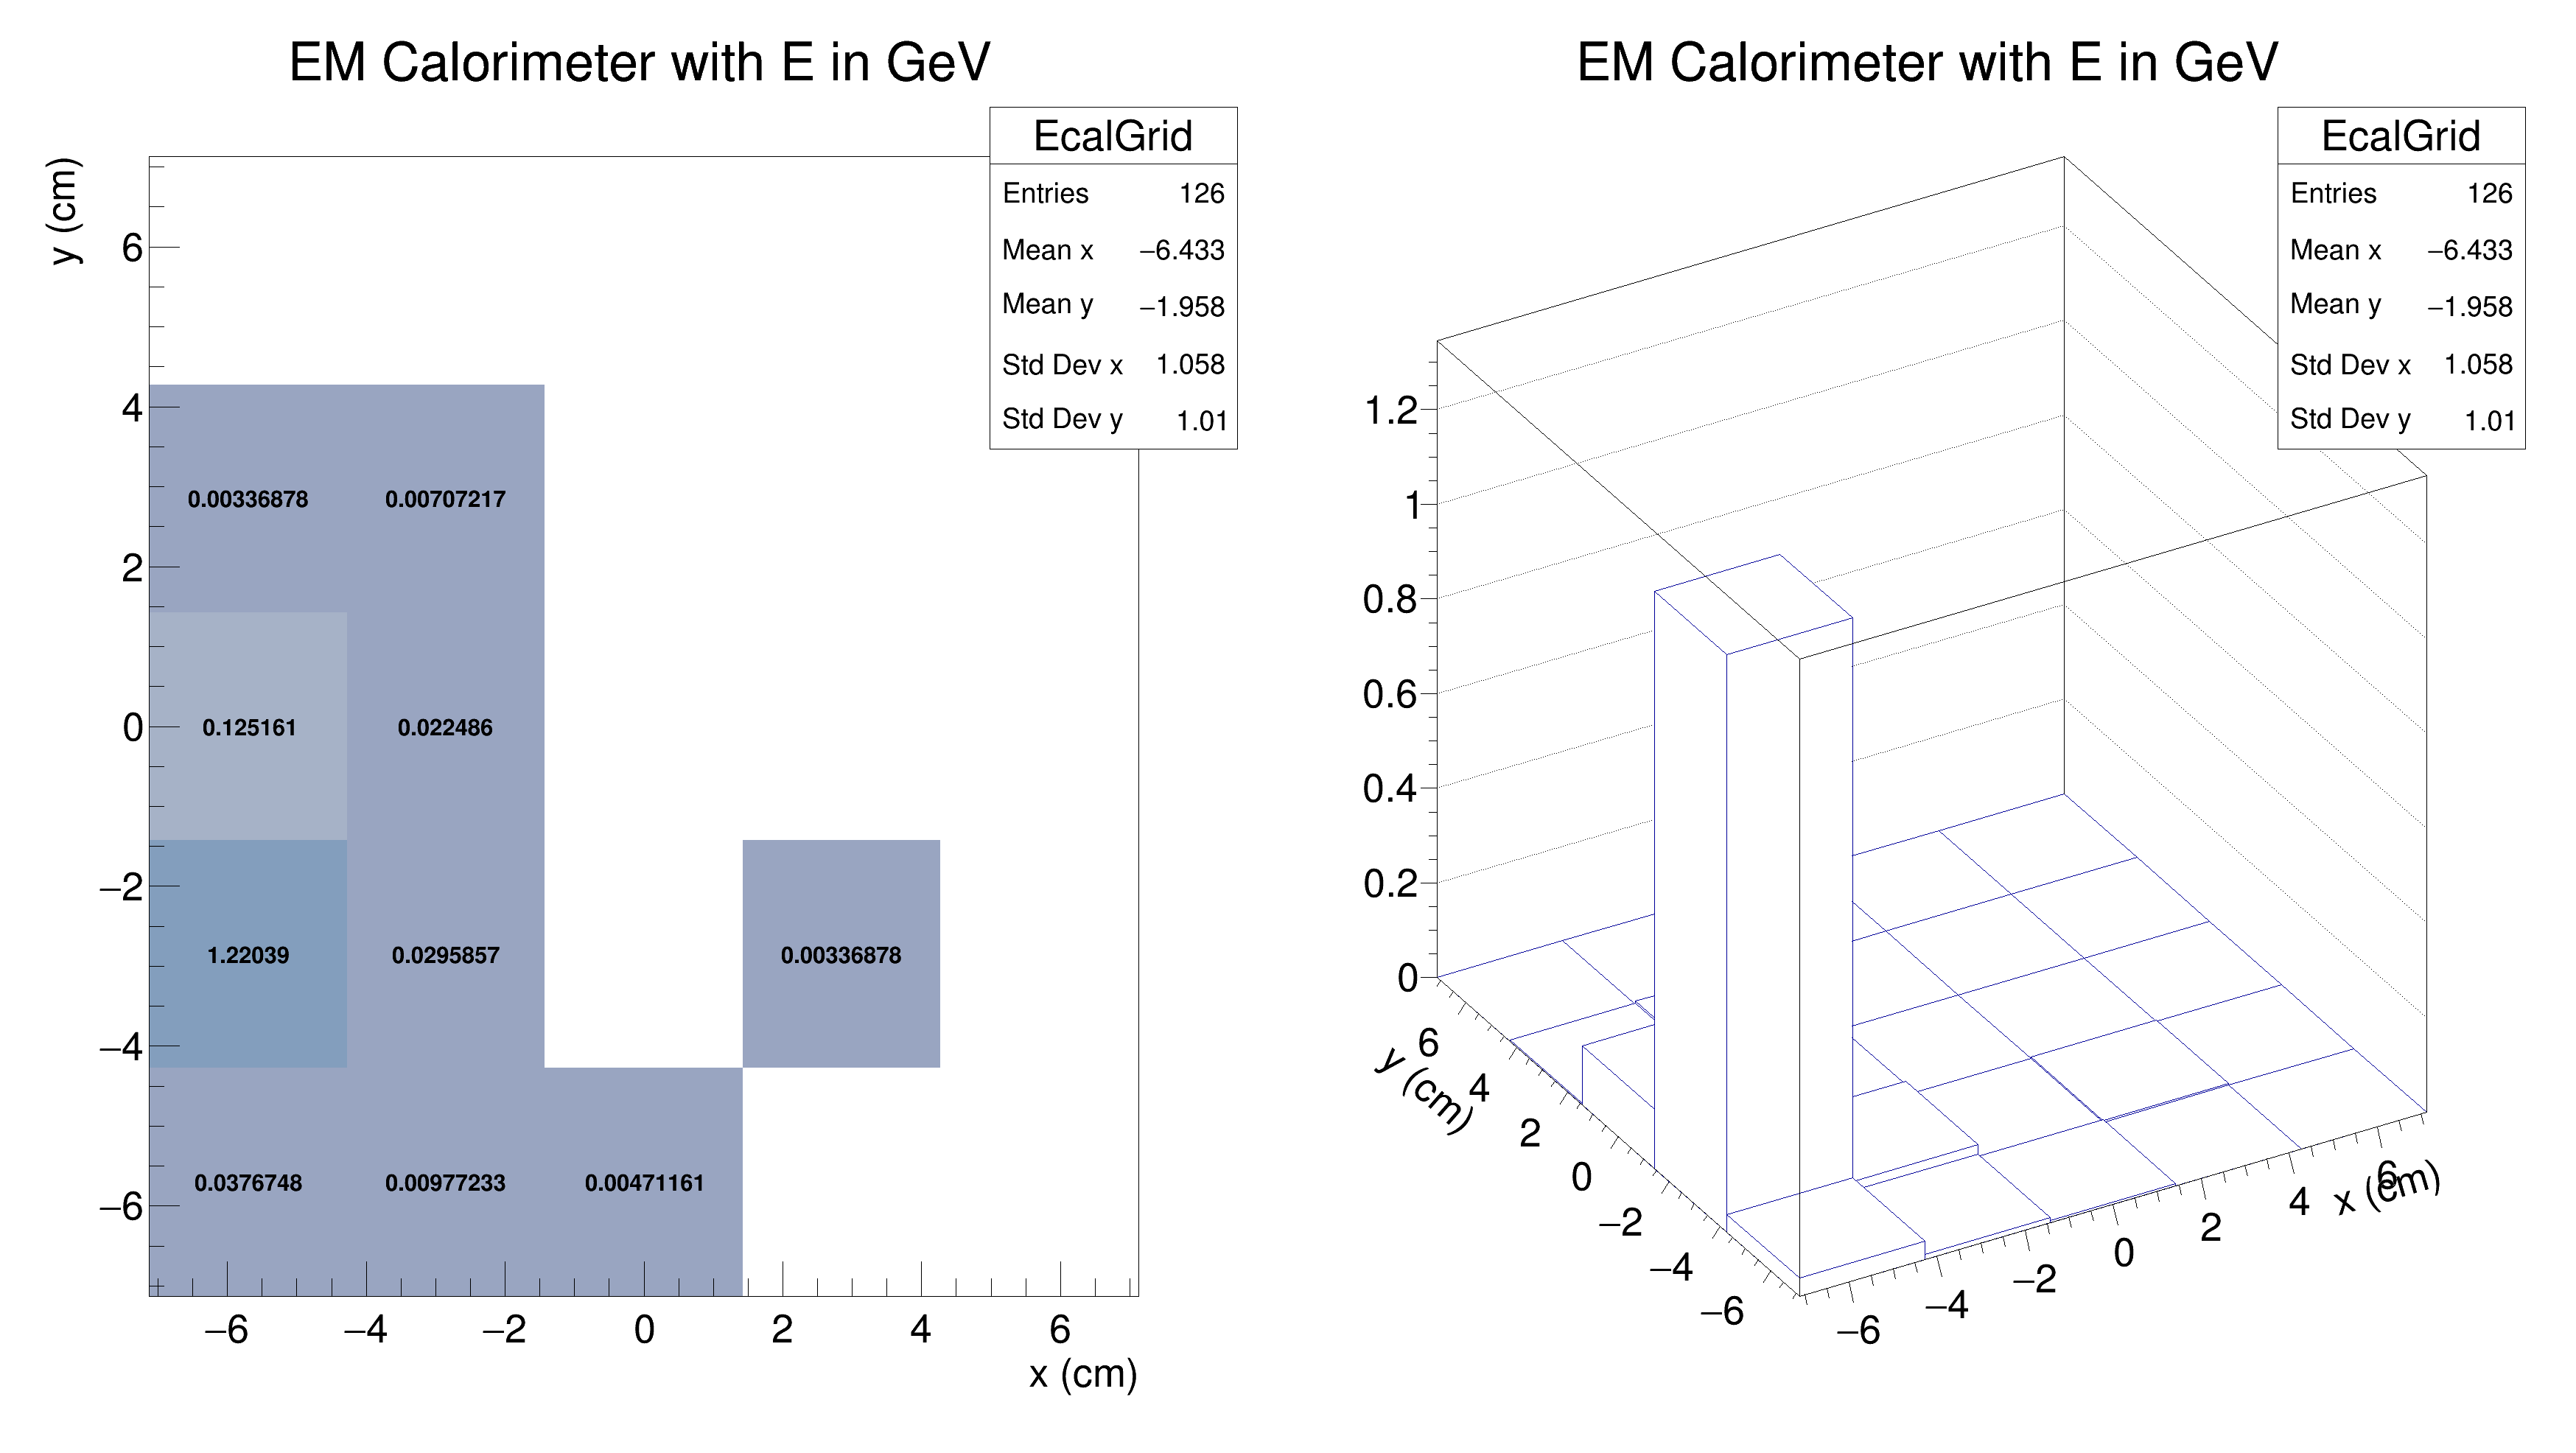 EM Calorimeter with E in GeV
EcalGrid
Entries 126
Mean x −6.433
Mean y −1.958
Std Dev x 1.058
Std Dev y 1.01
y (cm)
6
4
2
0
−2
−4
−6
0.00336878 0.00707217
0.125161 0.022486
1.22039 0.0295857 0.00336878
0.0376748 0.00977233 0.00471161
−6 −4 −2 0 2 4 6
x (cm)
EM Calorimeter with E in GeV
EcalGrid
Entries 126
Mean x −6.433
Mean y −1.958
Std Dev x 1.058
Std Dev y 1.01
1.2
1
0.8
0.6
0.4
0.2
0
y (cm)
6
4
2
0
−2
−4
−6
−6
−4
−2
0
2
4
6
x (cm)